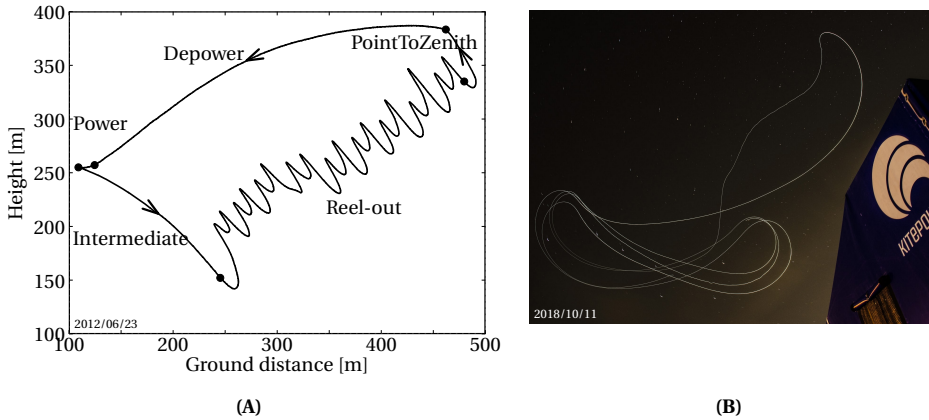 400
350
300
250
200
150
100
Height [m]
Depower
PointToZenith
Power
Reel-out
Intermediate
2012/06/23
100
200
300
400
500
Ground distance [m]
(A)
2018/10/11
(B)